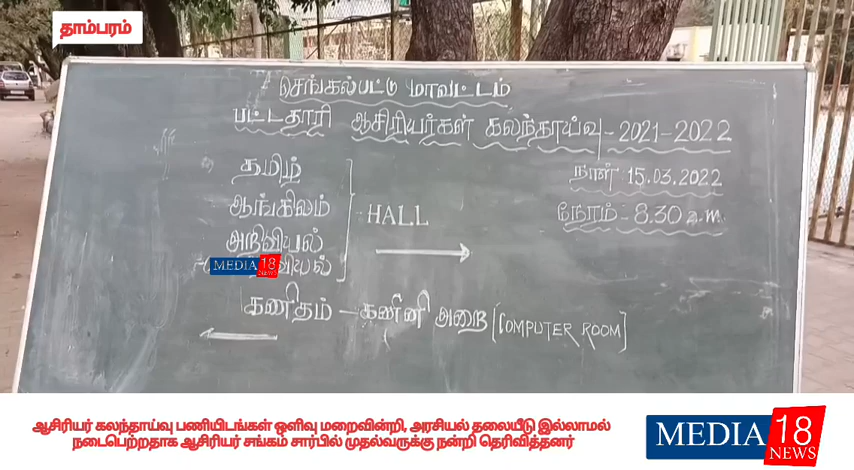 தாம்பரம்
செங்கல்பட்டு மாவட்டம்
பட்டதாரி ஆசிரியர்கள் கலந்தாய்வு - 2021-2022
நாள் 15.03.2022
நேரம் - 8.30 a.m
தமிழ்
ஆங்கிலம்
அறிவியல்
HALL
MEDIA 18 NEWS
கணிதம் - கணினி அறை [COMPUTER ROOM]
ஆசிரியர் கலந்தாய்வு பணியிடங்கள் ஒளிவு மறைவின்றி, அரசியல் தலையீடு இல்லாமல்
நடைபெற்றதாக ஆசிரியர் சங்கம் சார்பில் முதல்வருக்கு நன்றி தெரிவித்தனர்
MEDIA 18 NEWS